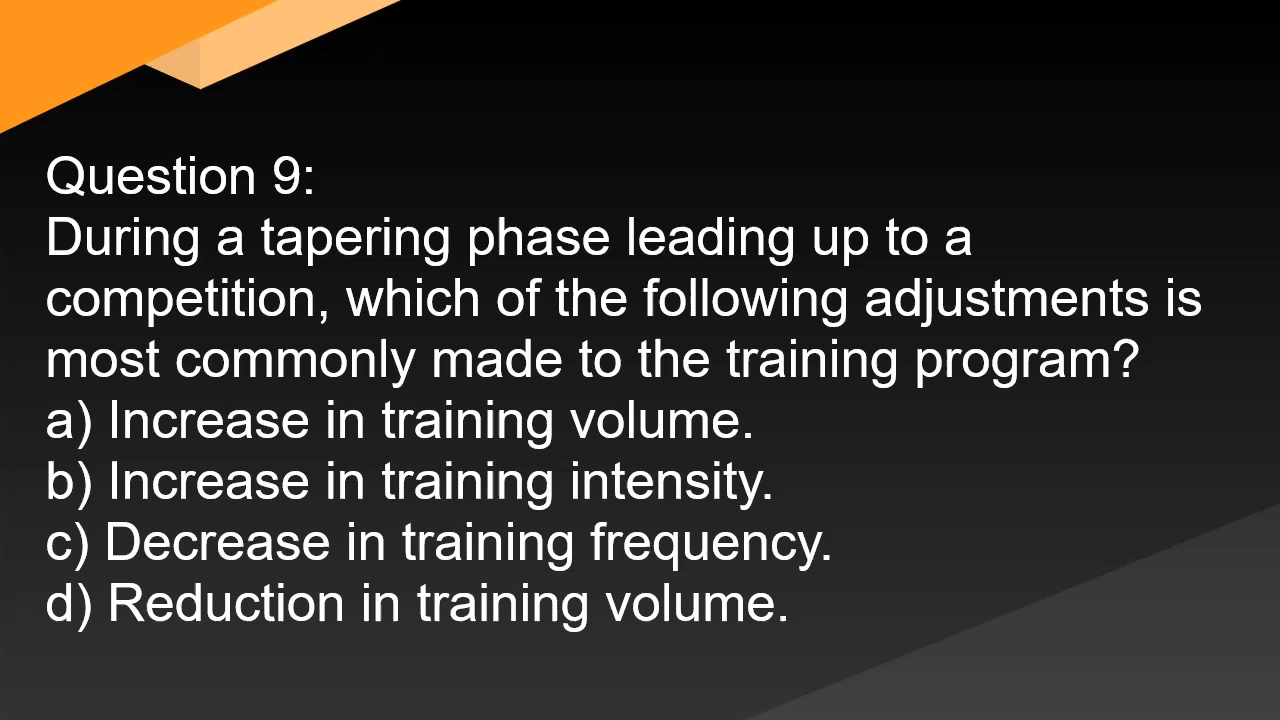 Question 9:
During a tapering phase leading up to a
competition, which of the following adjustments is
most commonly made to the training program?
a) Increase in training volume.
b) Increase in training intensity.
c) Decrease in training frequency.
d) Reduction in training volume.